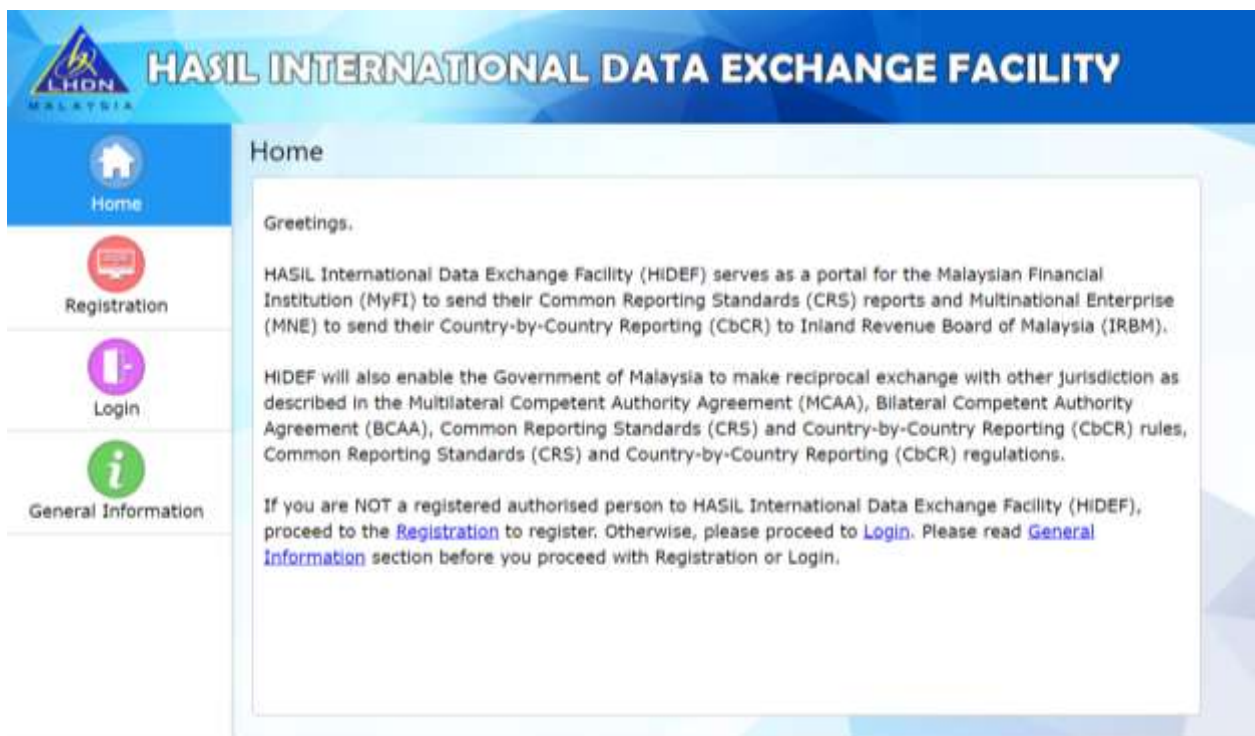 LHDN
MALAYSIA
HASIL INTERNATIONAL DATA EXCHANGE FACILITY
Home
Registration
Login
General Information
Home
Greetings.
HASiL International Data Exchange Facility (HiDEF) serves as a portal for the Malaysian Financial
Institution (MyFI) to send their Common Reporting Standards (CRS) reports and Multinational Enterprise
(MNE) to send their Country-by-Country Reporting (CbCR) to Inland Revenue Board of Malaysia (IRBM).
HiDEF will also enable the Government of Malaysia to make reciprocal exchange with other jurisdiction as
described in the Multilateral Competent Authority Agreement (MCAA), Bilateral Competent Authority
Agreement (BCAA), Common Reporting Standards (CRS) and Country-by-Country Reporting (CbCR) rules,
Common Reporting Standards (CRS) and Country-by-Country Reporting (CbCR) regulations.
If you are NOT a registered authorised person to HASiL International Data Exchange Facility (HiDEF),
proceed to the Registration to register. Otherwise, please proceed to Login. Please read General
Information section before you proceed with Registration or Login.